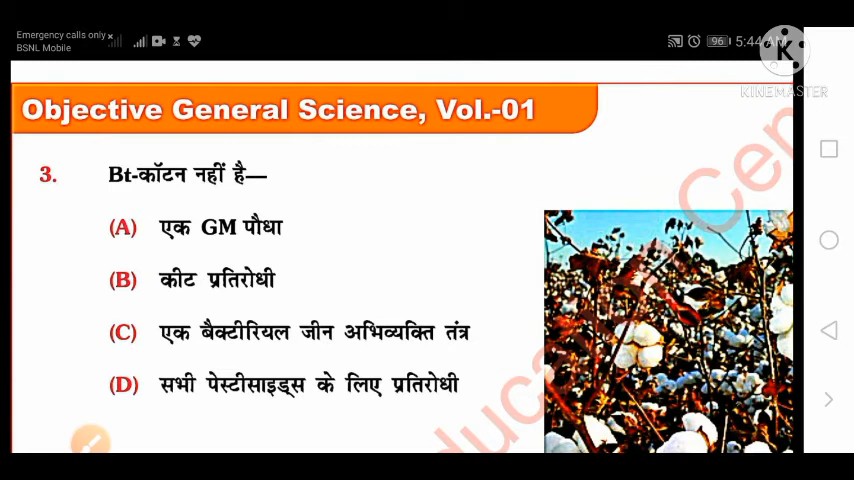 Emergency calls only
BSNL Mobile
96
5:44 AM
K
KINEMASTER
Objective General Science, Vol.-01
3. Bt-कॉटन नहीं है—
(A) एक GM पौधा
(B) कीट प्रतिरोधी
(C) एक बैक्टीरियल जीन अभिव्यक्ति तंत्र
(D) सभी पेस्टीसाइड्स के लिए प्रतिरोधी